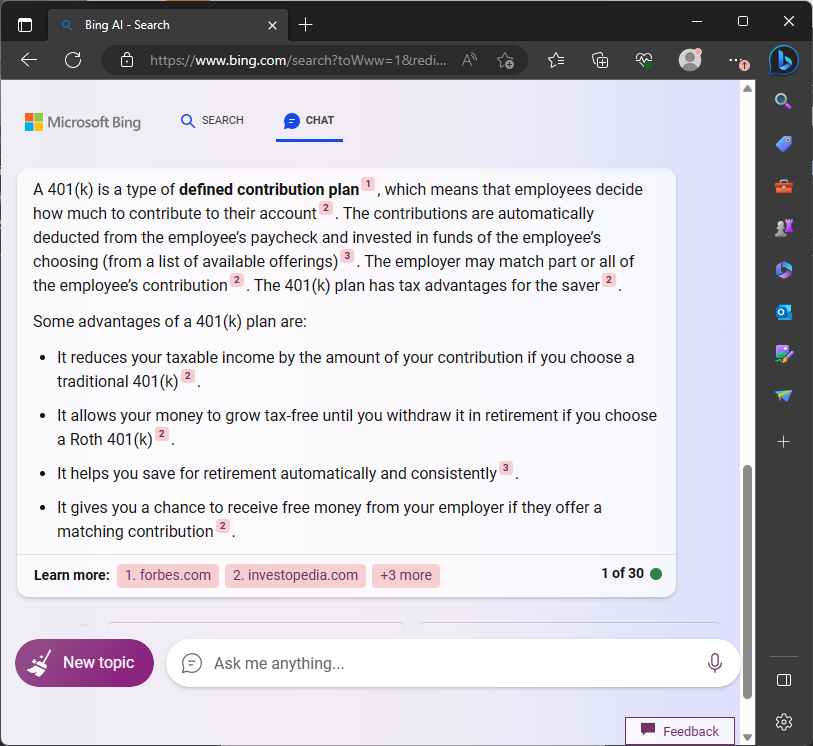 Bing AI - Search
https://www.bing.com/search?toWww=1&redi...
Microsoft Bing
SEARCH
CHAT
A 401(k) is a type of defined contribution plan 1 , which means that employees decide
how much to contribute to their account 2 . The contributions are automatically
deducted from the employee’s paycheck and invested in funds of the employee’s
choosing (from a list of available offerings) 3 . The employer may match part or all of
the employee’s contribution 2 . The 401(k) plan has tax advantages for the saver 2 .
Some advantages of a 401(k) plan are:
• It reduces your taxable income by the amount of your contribution if you choose a
traditional 401(k) 2 .
• It allows your money to grow tax-free until you withdraw it in retirement if you choose
a Roth 401(k) 2 .
• It helps you save for retirement automatically and consistently 3 .
• It gives you a chance to receive free money from your employer if they offer a
matching contribution 2 .
Learn more: 1. forbes.com 2. investopedia.com +3 more 1 of 30
New topic
Ask me anything...
Feedback